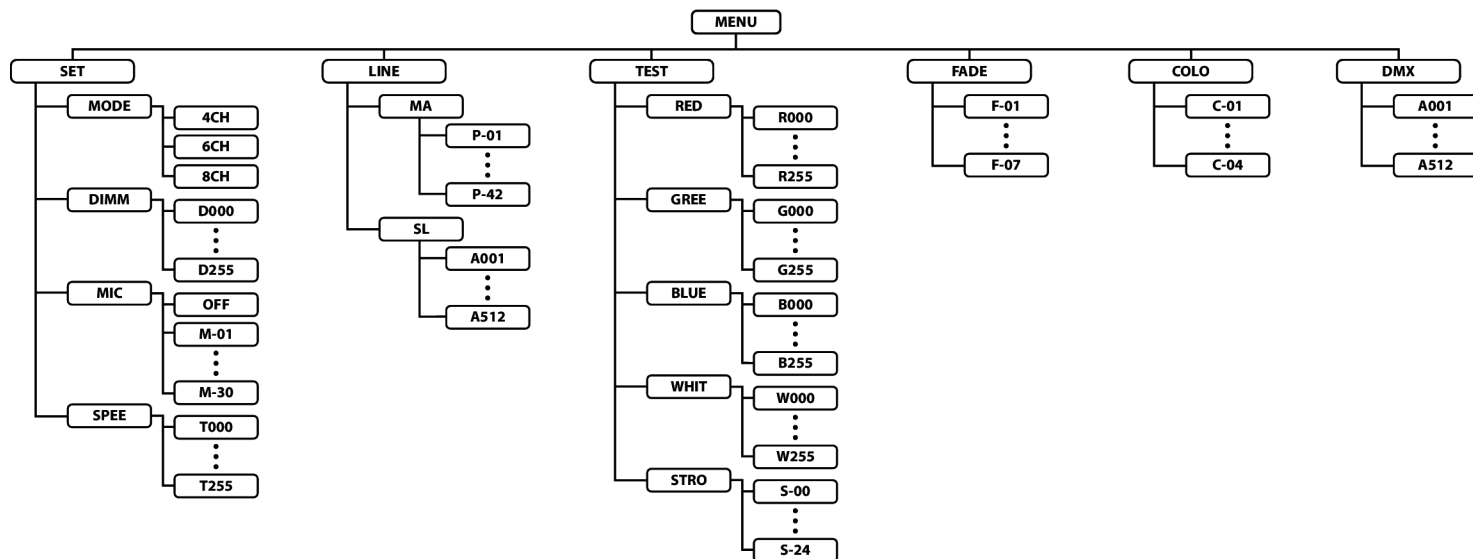 MENU
SET
MODE
4CH
6CH
8CH
DIMM
D000
D255
MIC
OFF
M-01
M-30
SPEE
T000
T255
LINE
MA
P-01
P-42
SL
A001
A512
TEST
RED
R000
R255
GREE
G000
G255
BLUE
B000
B255
WHIT
W000
W255
STRO
S-00
S-24
FADE
F-01
F-07
COLO
C-01
C-04
DMX
A001
A512